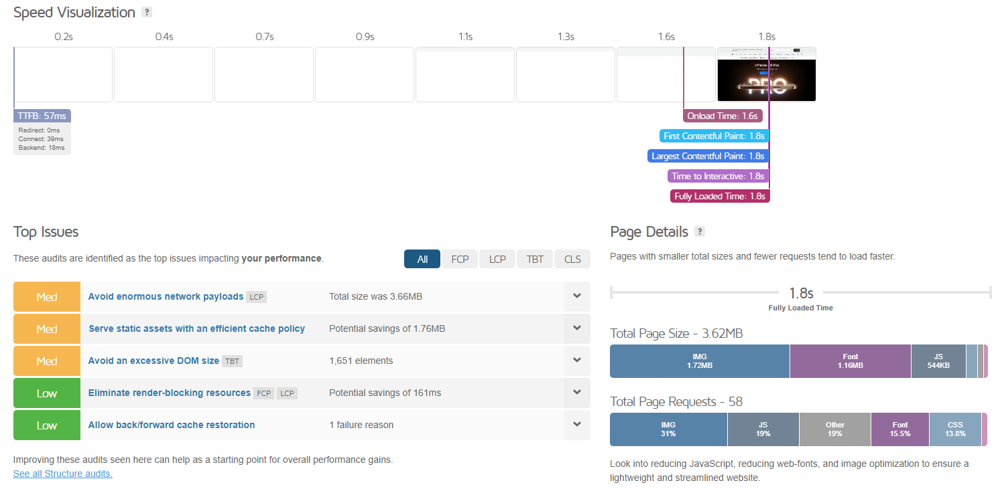 Speed Visualization ?
0.2s 0.4s 0.7s 0.9s 1.1s 1.3s 1.6s 1.8s
PRO
TTFB: 57ms
Redirect: 0ms
Connect: 39ms
Backend: 18ms
Onload Time: 1.6s
First Contentful Paint: 1.8s
Largest Contentful Paint: 1.8s
Time to Interactive: 1.8s
Fully Loaded Time: 1.8s
Top Issues
These audits are identified as the top issues impacting your performance.
All FCP LCP TBT CLS
Med Avoid enormous network payloads LCP Total size was 3.66MB
Med Serve static assets with an efficient cache policy Potential savings of 1.76MB
Med Avoid an excessive DOM size TBT 1,651 elements
Low Eliminate render-blocking resources FCP LCP Potential savings of 161ms
Low Allow back/forward cache restoration 1 failure reason
Improving these audits seen here can help as a starting point for overall performance gains.
See all Structure audits.
Page Details ?
Pages with smaller total sizes and fewer requests tend to load faster.
1.8s
Fully Loaded Time
Total Page Size - 3.62MB
IMG Font JS
1.72MB 1.16MB 544KB
Total Page Requests - 58
IMG JS Other Font CSS
31% 19% 19% 15.5% 13.8%
Look into reducing JavaScript, reducing web-fonts, and image optimization to ensure a
lightweight and streamlined website.